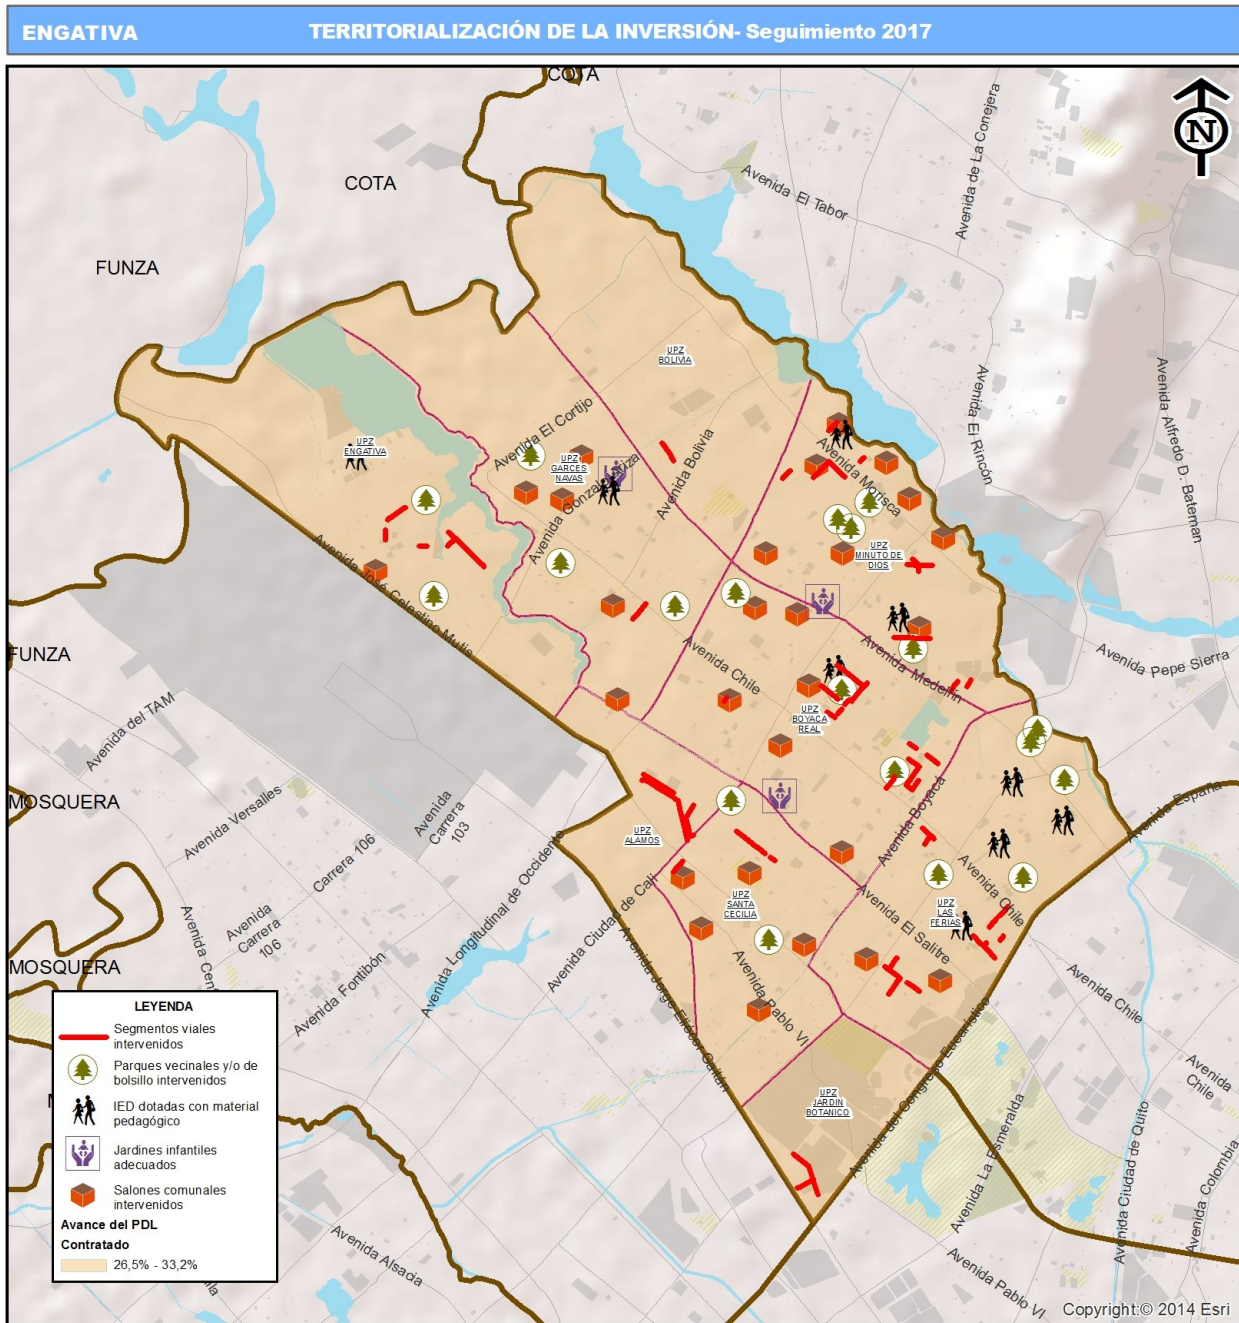 ENGATIVA
TERRITORIALIZACIÓN DE LA INVERSIÓN- Seguimiento 2017
COTA
COTA
FUNZA
Avenida El Tabor
Avenida de La Conejera
Avenida El Rincón
Avenida Alfredo D. Bateman
UPZ
BOLIVIA
Avenida El Cortijo
UPZ
ENGATIVA
UPZ
GARCES
NAVAS
Avenida Bolivia
Avenida Morisca
Avenida José Celestino Mutis
UPZ
MINUTO DE
DIOS
FUNZA
Avenida Chile
Avenida Medellín
Avenida Pepe Sierra
Avenida del TAM
UPZ
BOYACA
REAL
MOSQUERA
Avenida Versalles
Avenida
Carrera
103
Avenida Boyacá
Avenida España
UPZ
ALAMOS
Carrera 106
Avenida
Carrera
106
Avenida Longitudinal de Occidente
Avenida Ciudad de Cali
UPZ
SANTA
CECILIA
Avenida El Salitre
UPZ
LAS
FERIAS
Avenida Chile
MOSQUERA
Avenida Fontibón
Avenida Jorge Eliécer Gaitán
Avenida Pablo VI
Avenida del Congreso Eucarístico
Avenida Chile
Avenida
Chile
UPZ
JARDIN
BOTANICO
Avenida La Esmeralda
Avenida Ciudad de Quito
Avenida Colombia
Avenida Alsacia
Avenida Pablo VI
LEYENDA
Segmentos viales
intervenidos
Parques vecinales y/o de
bolsillo intervenidos
IED dotadas con material
pedagógico
Jardines infantiles
adecuados
Salones comunales
intervenidos
Avance del PDL
Contratado
26,5% - 33,2%
Copyright:© 2014 Esri
N